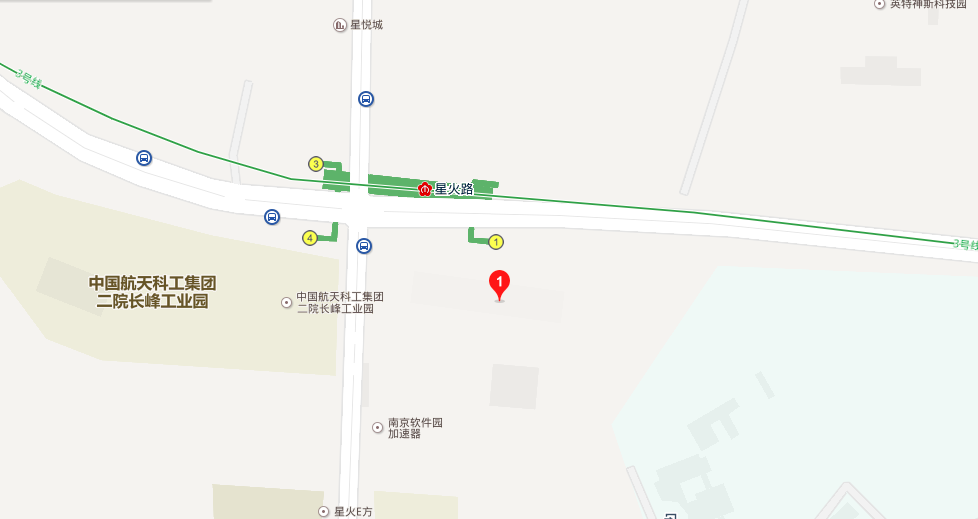 英特神斯科技园
星悦城
3号线
3
星火路
4
1
3号线
中国航天科工集团
二院长峰工业园
1
中国航天科工集团
二院长峰工业园
南京软件园
加速器
星火E方